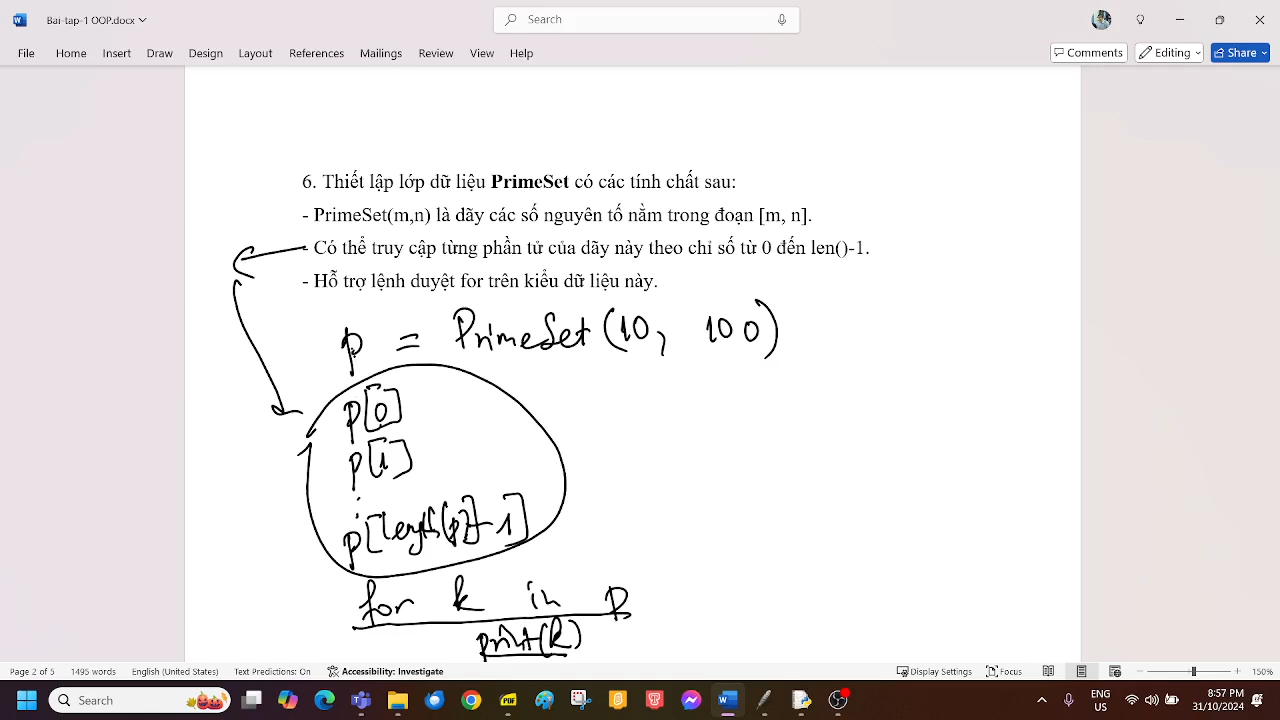 Bai-tap-1 OOP.docx
Search
File Home Insert Draw Design Layout References Mailings Review View Help
Comments Editing Share
6. Thiết lập lớp dữ liệu PrimeSet có các tính chất sau:
- PrimeSet(m,n) là dãy các số nguyên tố nằm trong đoạn [m, n].
- Có thể truy cập từng phần tử của dãy này theo chỉ số từ 0 đến len()-1.
- Hỗ trợ lệnh duyệt for trên kiểu dữ liệu này.
p = PrimeSet(10, 100)
p[0]
p[1]
p[length(p)-1]
for k in P
print(k)
Page 2 of 5 1495 words English (United States) Text Predictions: On Accessibility: Investigate Display Settings Focus 150%
Search PDF ENG 8:57 PM
US 31/10/2024